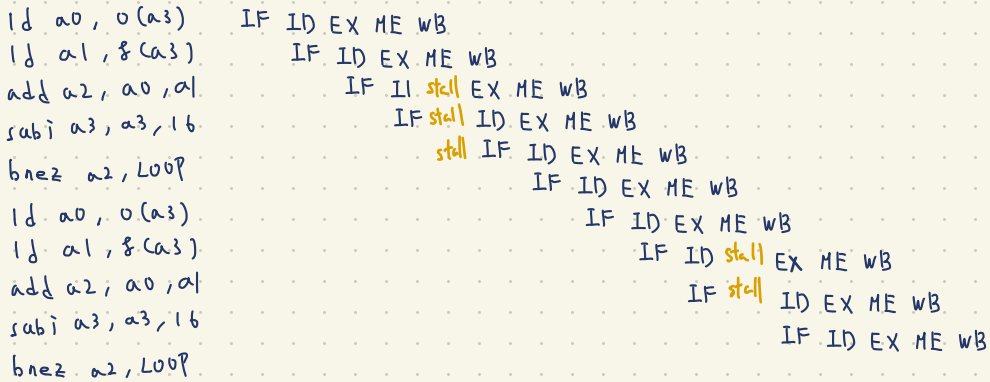 ld a0, 0(a3) IF ID EX ME WB
ld a1, 8(a3) IF ID EX ME WB
add a2, a0, a1 IF ID stall EX ME WB
subi a3, a3, 16 IF stall ID EX ME WB
stall IF ID EX ME WB
bnez a2, LOOP
IF ID EX ME WB
ld a0, 0(a3)
IF ID EX ME WB
ld a1, 8(a3)
IF ID stall EX ME WB
add a2, a0, a1
IF stall ID EX ME WB
subi a3, a3, 16
IF ID EX ME WB
bnez a2, LOOP